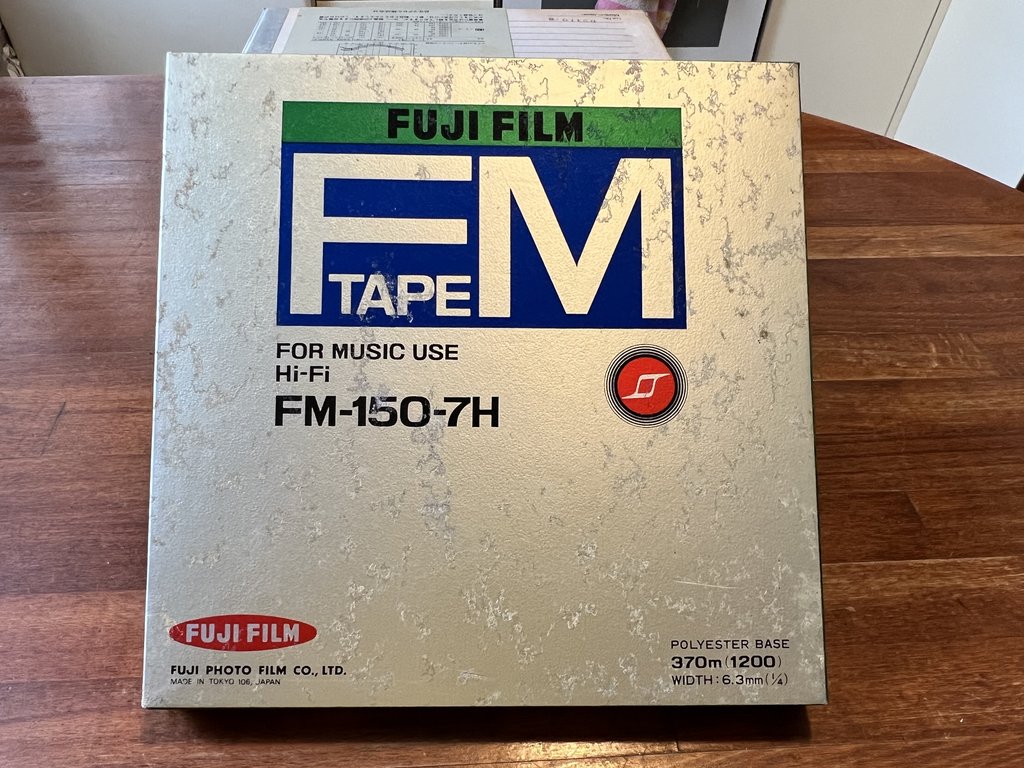 FUJI FILM
FM
TAPE
FOR MUSIC USE
Hi-Fi
FM-150-7H
FUJI FILM
FUJI PHOTO FILM CO., LTD.
MADE IN TOKYO 106, JAPAN
POLYESTER BASE
370m (1200)
WIDTH : 6.3mm (¼)